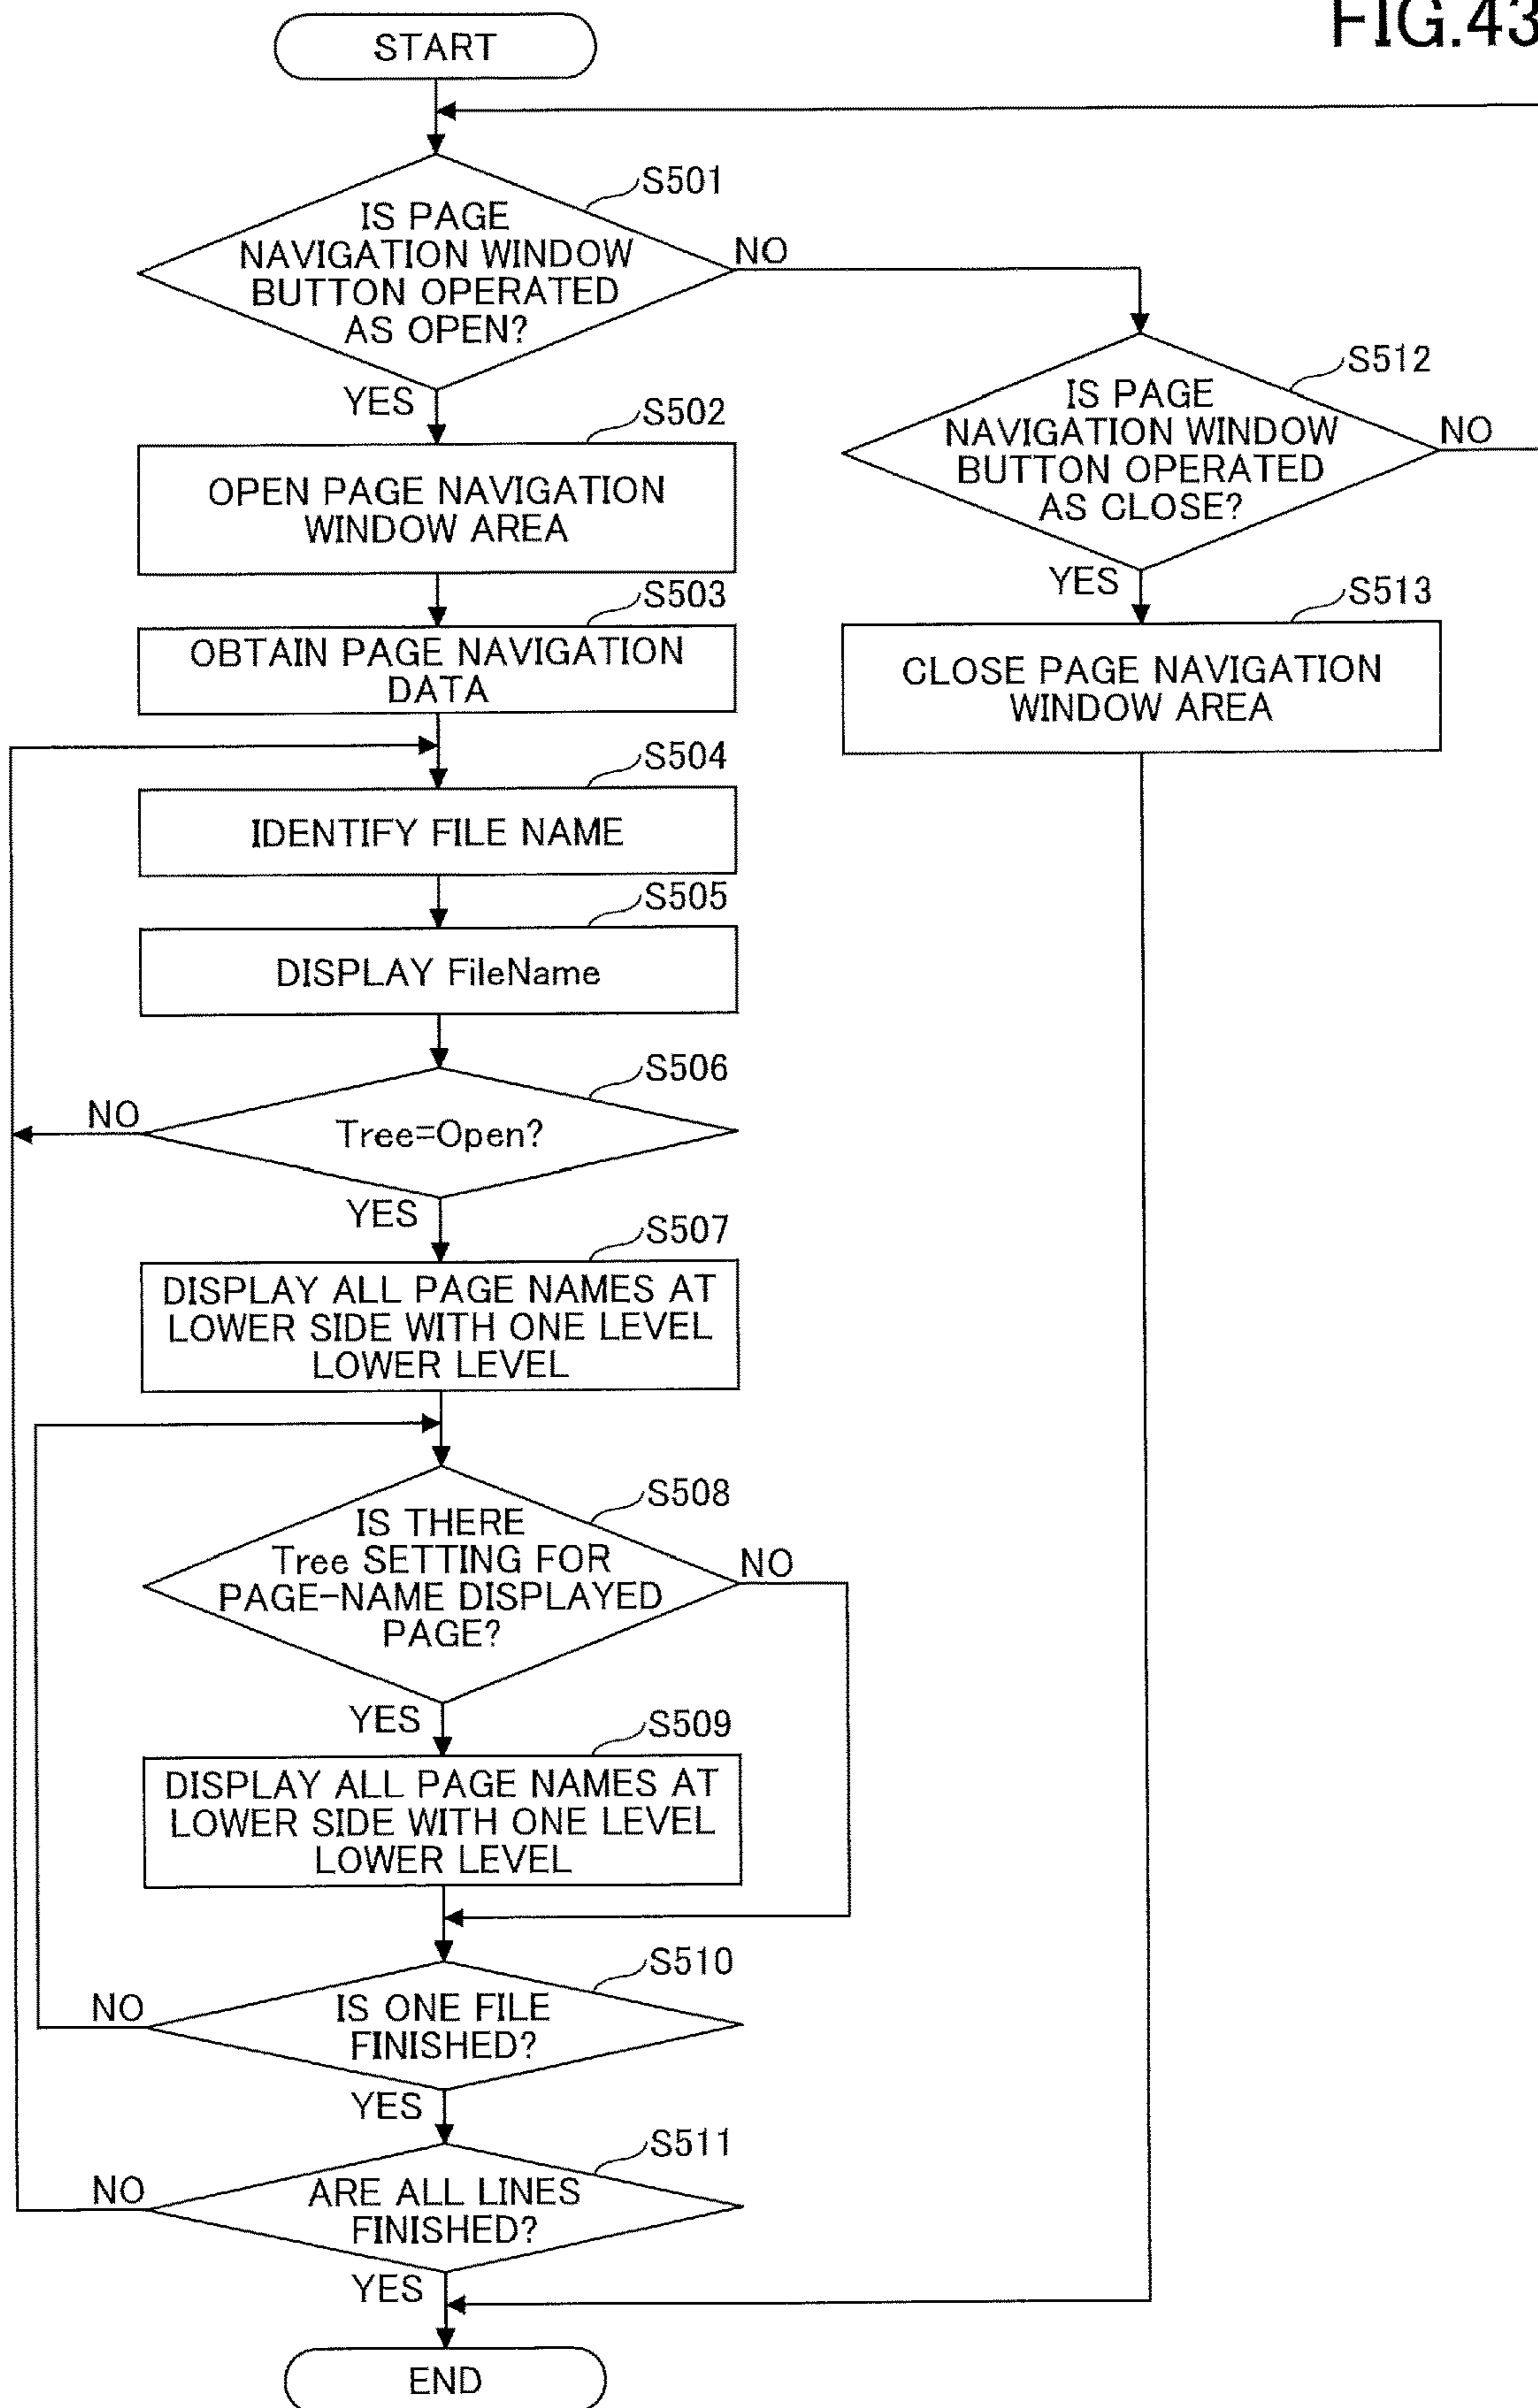 FIG.43
START
S501
IS PAGE
NAVIGATION WINDOW
BUTTON OPERATED
AS OPEN?
NO
YES
S502
OPEN PAGE NAVIGATION
WINDOW AREA
S503
OBTAIN PAGE NAVIGATION
DATA
S504
IDENTIFY FILE NAME
S505
DISPLAY FileName
S506
Tree=Open?
NO
YES
S507
DISPLAY ALL PAGE NAMES AT
LOWER SIDE WITH ONE LEVEL
LOWER LEVEL
S508
IS THERE
Tree SETTING FOR
PAGE-NAME DISPLAYED
PAGE?
NO
YES
S509
DISPLAY ALL PAGE NAMES AT
LOWER SIDE WITH ONE LEVEL
LOWER LEVEL
S510
IS ONE FILE
FINISHED?
NO
YES
S511
ARE ALL LINES
FINISHED?
NO
YES
END
S512
IS PAGE
NAVIGATION WINDOW
BUTTON OPERATED
AS CLOSE?
NO
YES
S513
CLOSE PAGE NAVIGATION
WINDOW AREA